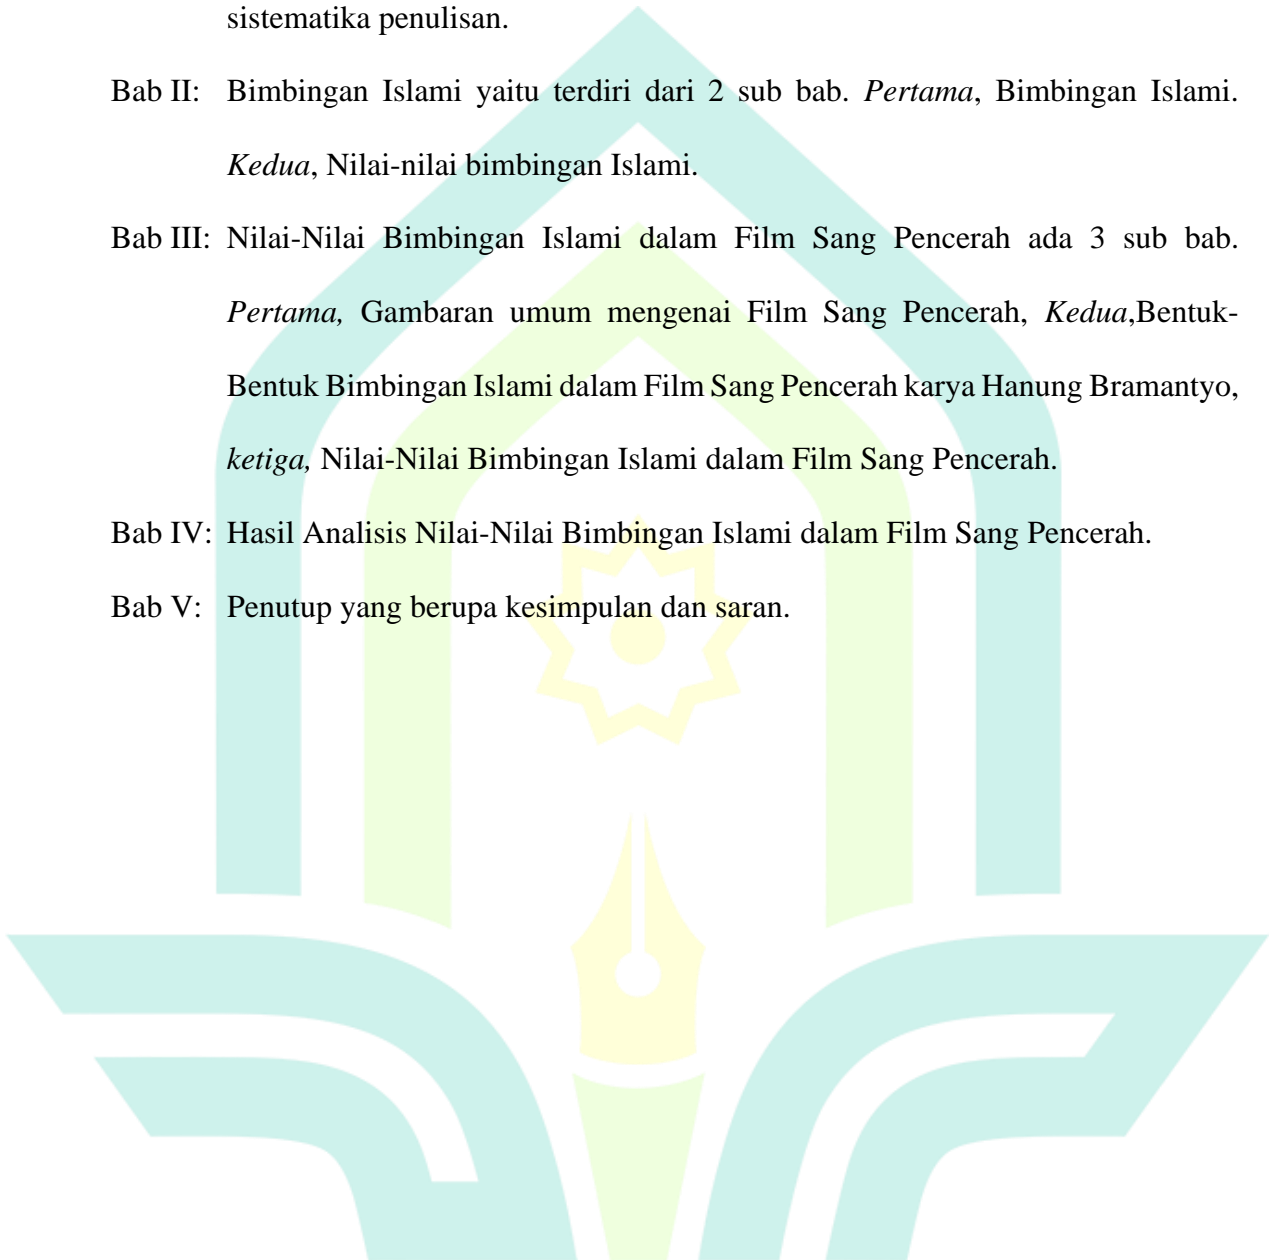 sistematika penulisan.
Bab II: Bimbingan Islami yaitu terdiri dari 2 sub bab. Pertama, Bimbingan Islami.
Kedua, Nilai-nilai bimbingan Islami.
Bab III: Nilai-Nilai Bimbingan Islami dalam Film Sang Pencerah ada 3 sub bab.
Pertama, Gambaran umum mengenai Film Sang Pencerah, Kedua,Bentuk-
Bentuk Bimbingan Islami dalam Film Sang Pencerah karya Hanung Bramantyo,
ketiga, Nilai-Nilai Bimbingan Islami dalam Film Sang Pencerah.
Bab IV: Hasil Analisis Nilai-Nilai Bimbingan Islami dalam Film Sang Pencerah.
Bab V: Penutup yang berupa kesimpulan dan saran.